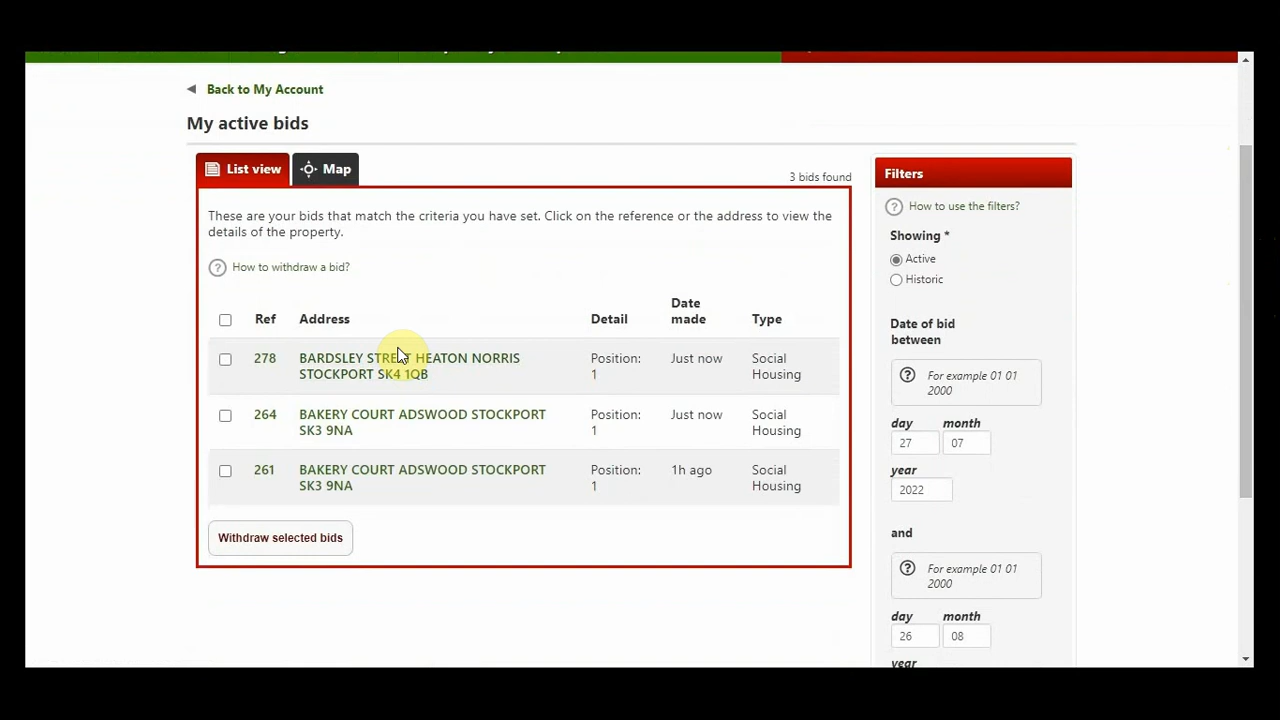 Back to My Account
My active bids
List view
Map
3 bids found
These are your bids that match the criteria you have set. Click on the reference or the address to view the
details of the property.
How to withdraw a bid?
Ref Address Detail Date made Type
278 BARDSLEY STREET HEATON NORRIS STOCKPORT SK4 1QB Position: 1 Just now Social Housing
264 BAKERY COURT ADSWOOD STOCKPORT SK3 9NA Position: 1 Just now Social Housing
261 BAKERY COURT ADSWOOD STOCKPORT SK3 9NA Position: 1 1h ago Social Housing
Withdraw selected bids
Filters
? How to use the filters?
Showing *
Active
Historic
Date of bid
between
? For example 01 01
2000
day month
27 07
year
2022
and
? For example 01 01
2000
day month
26 08
year